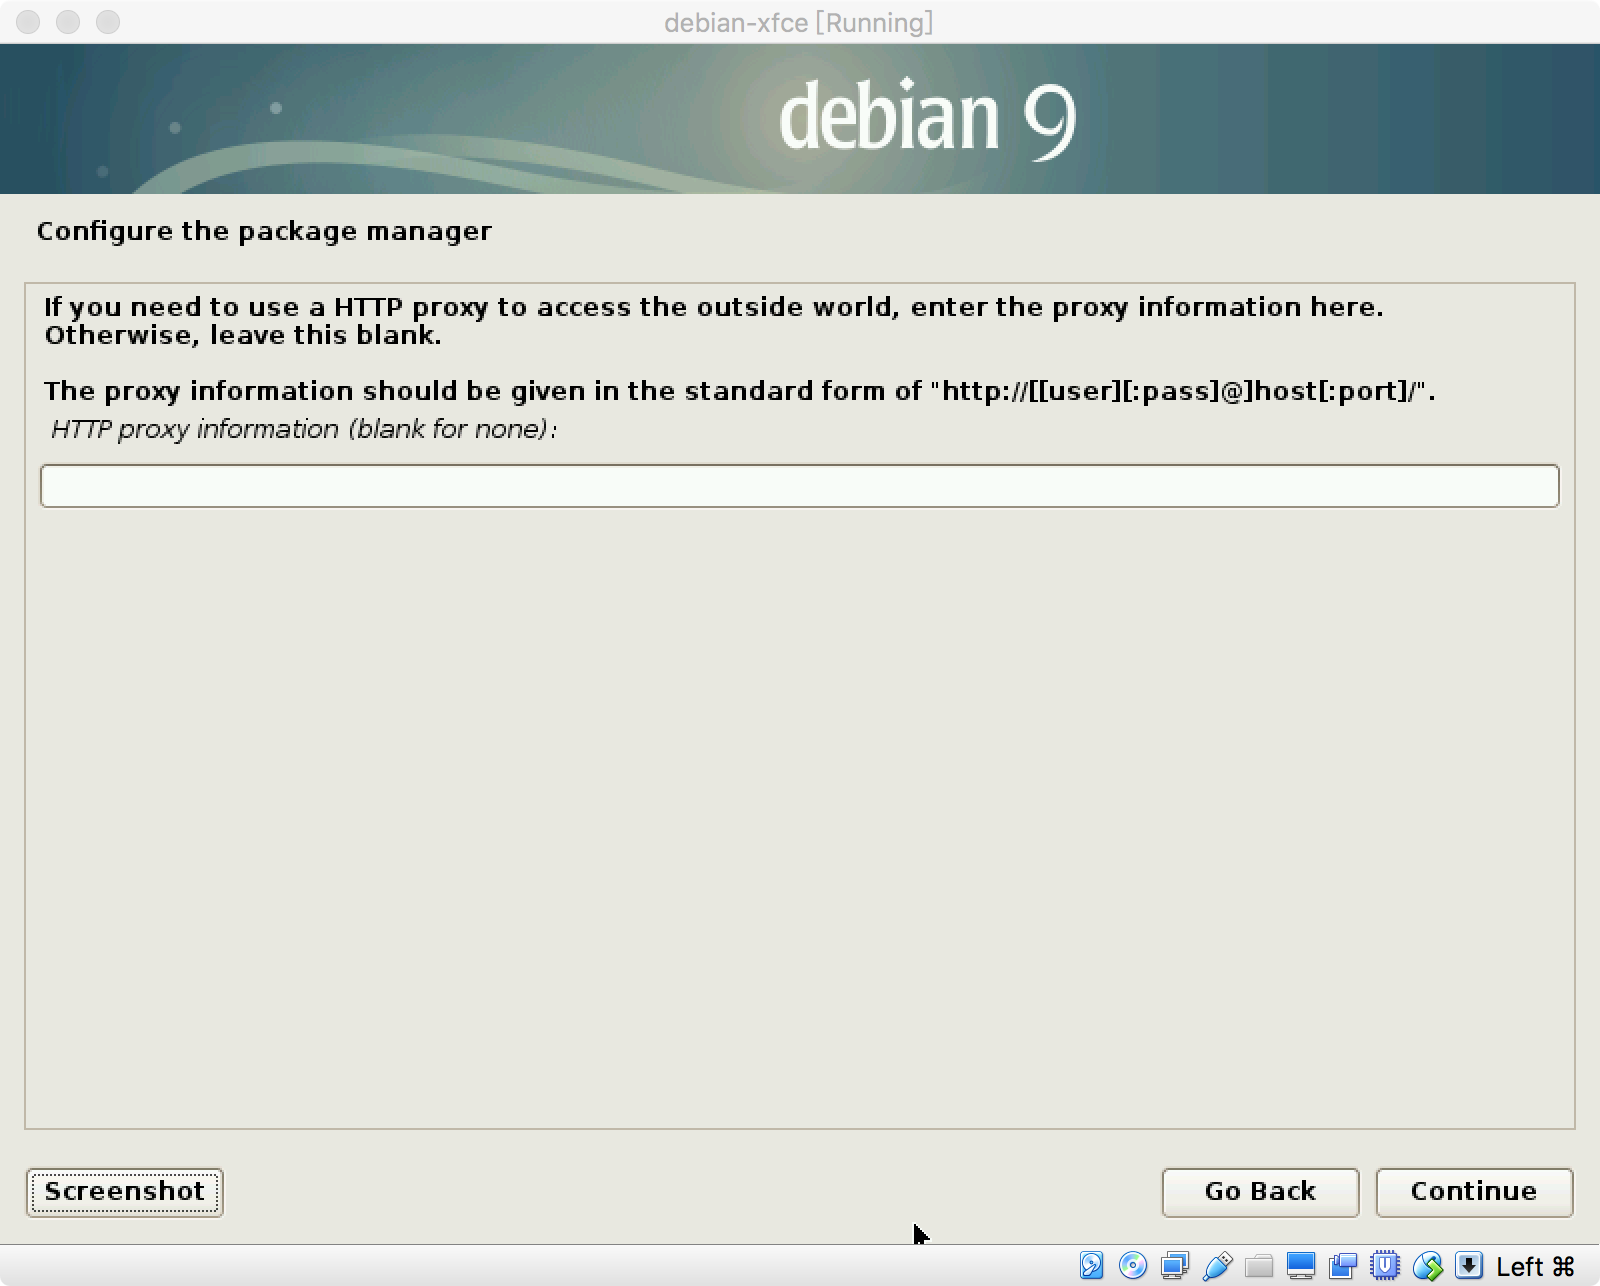 debian-xfce [Running]
debian 9
Configure the package manager
If you need to use a HTTP proxy to access the outside world, enter the proxy information here.
Otherwise, leave this blank.
The proxy information should be given in the standard form of "http://[[user][:pass]@]host[:port]/".
HTTP proxy information (blank for none):
Screenshot
Go Back
Continue
Left ⌘